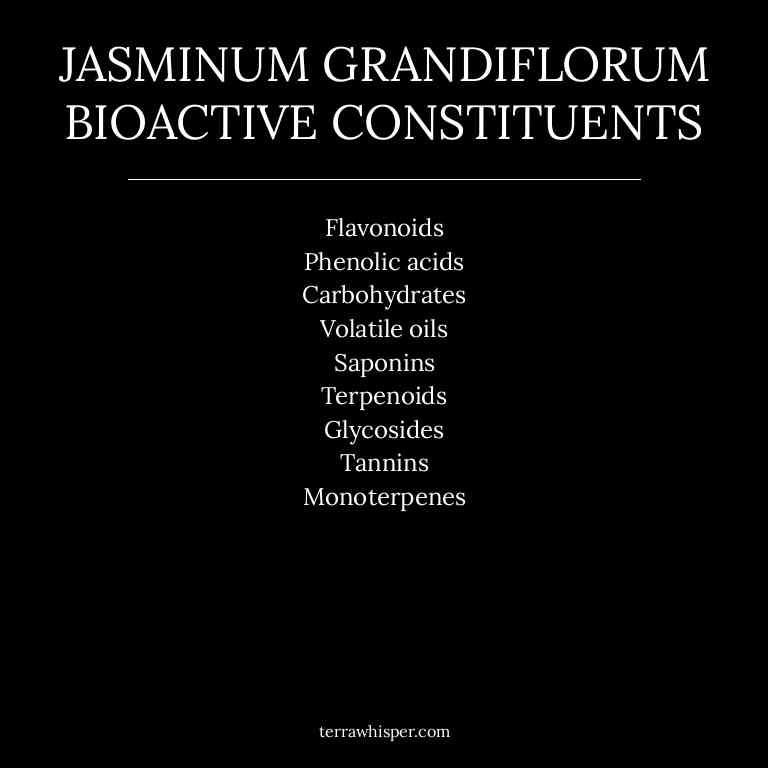 JASMINUM GRANDIFLORUM
BIOACTIVE CONSTITUENTS
Flavonoids
Phenolic acids
Carbohydrates
Volatile oils
Saponins
Terpenoids
Glycosides
Tannins
Monoterpenes
terrawhisper.com